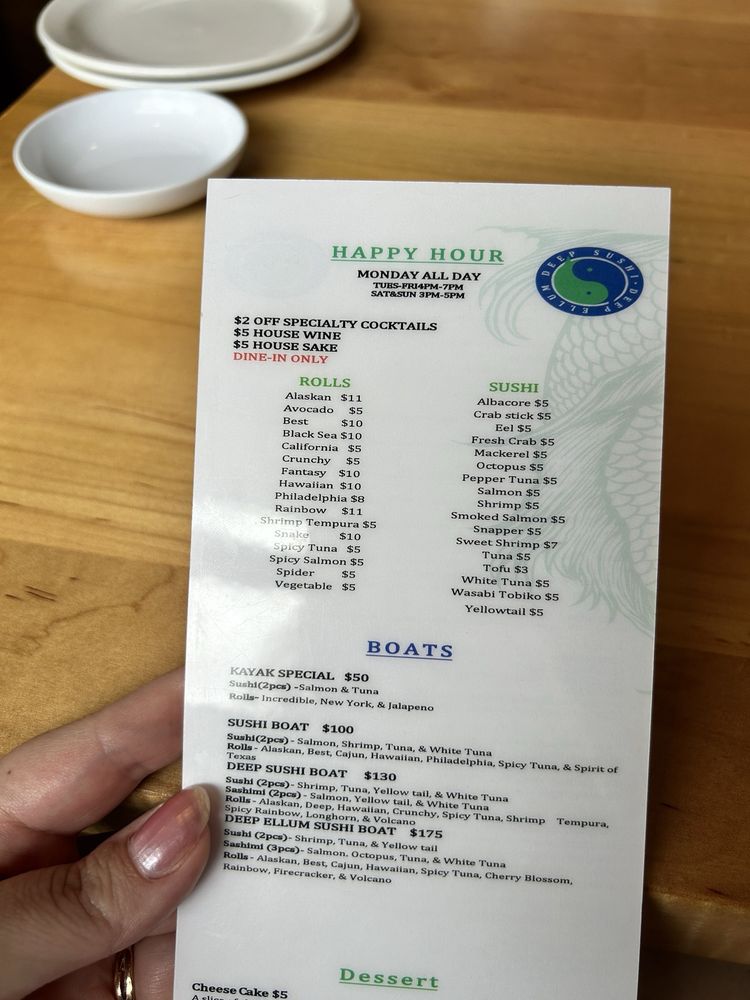 HAPPY HOUR
MONDAY ALL DAY
TUES-FRI4PM-7PM
SAT&SUN 3PM-5PM
DEEP SUSHI · DEEP ELLUM ·
$2 OFF SPECIALTY COCKTAILS
$5 HOUSE WINE
$5 HOUSE SAKE
DINE-IN ONLY
ROLLS
Alaskan $11
Avocado $5
Best $10
Black Sea $10
California $5
Crunchy $5
Fantasy $10
Hawaiian $10
Philadelphia $8
Rainbow $11
Shrimp Tempura $5
Snake $10
Spicy Tuna $5
Spicy Salmon $5
Spider $5
Vegetable $5
SUSHI
Albacore $5
Crab stick $5
Eel $5
Fresh Crab $5
Mackerel $5
Octopus $5
Pepper Tuna $5
Salmon $5
Shrimp $5
Smoked Salmon $5
Snapper $5
Sweet Shrimp $7
Tuna $5
Tofu $3
White Tuna $5
Wasabi Tobiko $5
Yellowtail $5
BOATS
KAYAK SPECIAL $50
Sushi(2pcs) -Salmon & Tuna
Rolls- Incredible, New York, & Jalapeno
SUSHI BOAT $100
Sushi(2pcs) - Salmon, Shrimp, Tuna, & White Tuna
Rolls - Alaskan, Best, Cajun, Hawaiian, Philadelphia, Spicy Tuna, & Spirit of
Texas
DEEP SUSHI BOAT $130
Sushi (2pcs) - Shrimp, Tuna, Yellow tail, & White Tuna
Sashimi (2pcs) - Salmon, Yellow tail, & White Tuna
Rolls - Alaskan, Deep, Hawaiian, Crunchy, Spicy Tuna, Shrimp Tempura,
Spicy Rainbow, Longhorn, & Volcano
DEEP ELLUM SUSHI BOAT $175
Sushi (2pcs)- Shrimp, Tuna, & Yellow tail
Sashimi (3pcs)- Salmon. Octopus, Tuna, & White Tuna
Rolls - Alaskan, Best, Cajun, Hawaiian, Spicy Tuna, Cherry Blossom,
Rainbow, Firecracker, & Volcano
Dessert
Cheese Cake $5